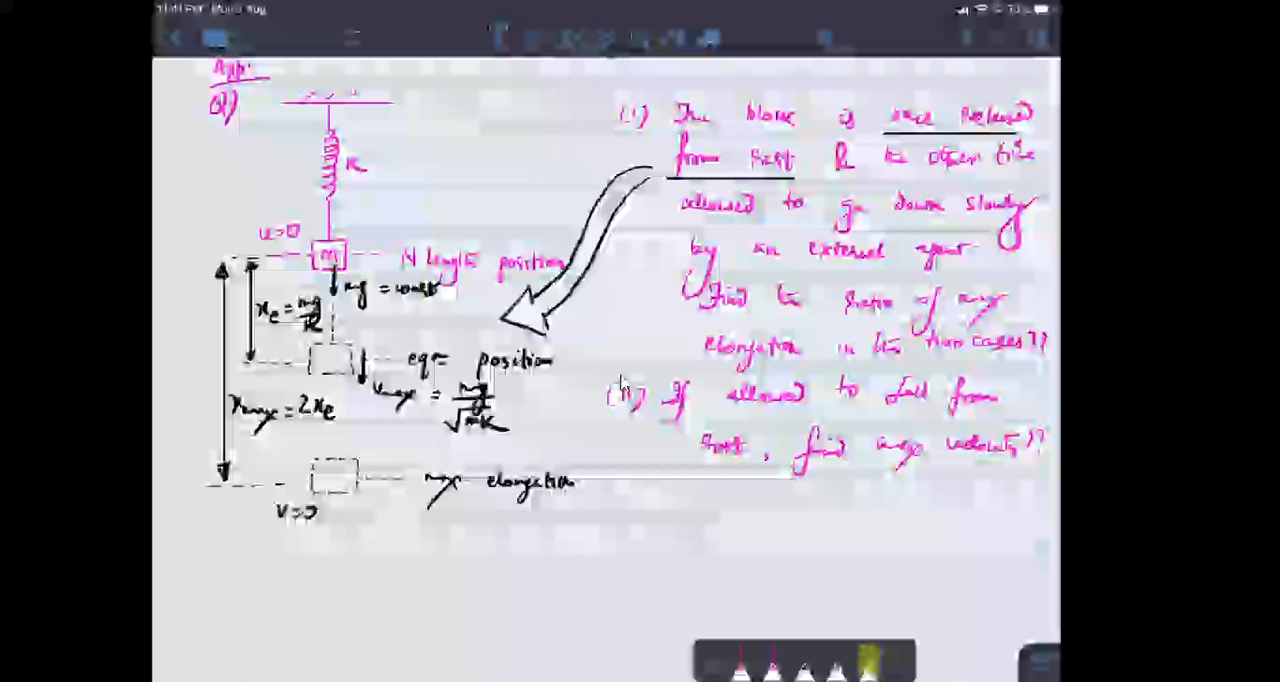 App:
Q)
K
u=0
m
N length position
mg = const
xe = mg/K
eqm position
vmax = mg/√mK
xmax = 2xe
max elongation
v=0
(i) The block is once released
from rest & the other time
allowed to go down slowly
by an external agent
Find the ratio of max
elongation in the two cases??
(ii) If allowed to fall from
rest, find max velocity??